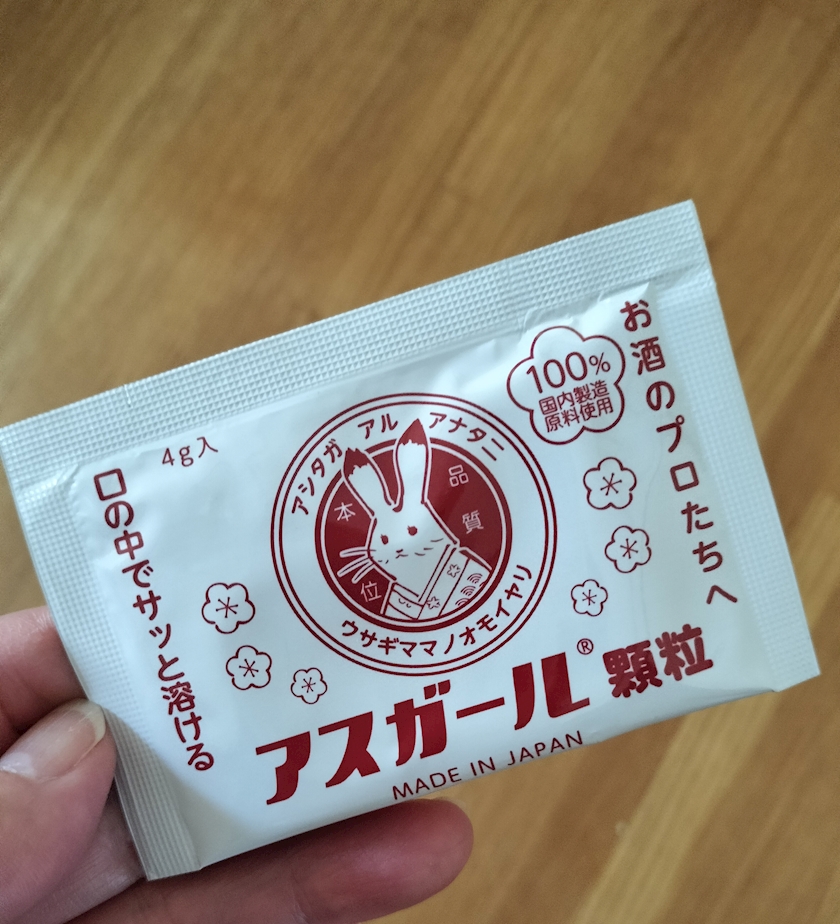 お酒のプロたちへ
100%
国内製造
原料使用
4g入
口の中でサッと溶ける
アシタガ アル アナタニ
品質本位
ウサギママノオモイヤリ
アスガール® 顆粒
MADE IN JAPAN